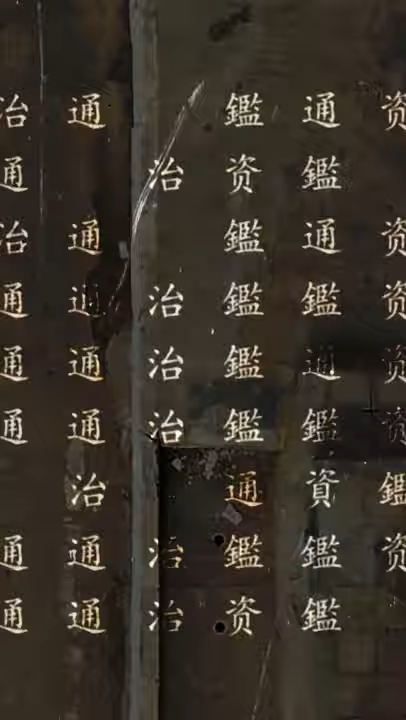 治 通 鑑 通 资
通 治 资 鑑
治 通 鑑 通 资
通 通 治 鑑 鑑 资
通 通 治 鑑 通 资
通 通 治 鑑 鑑 资
治 通 資 鑑
通 通 治 鑑 鑑 资
通 通 治 资 鑑